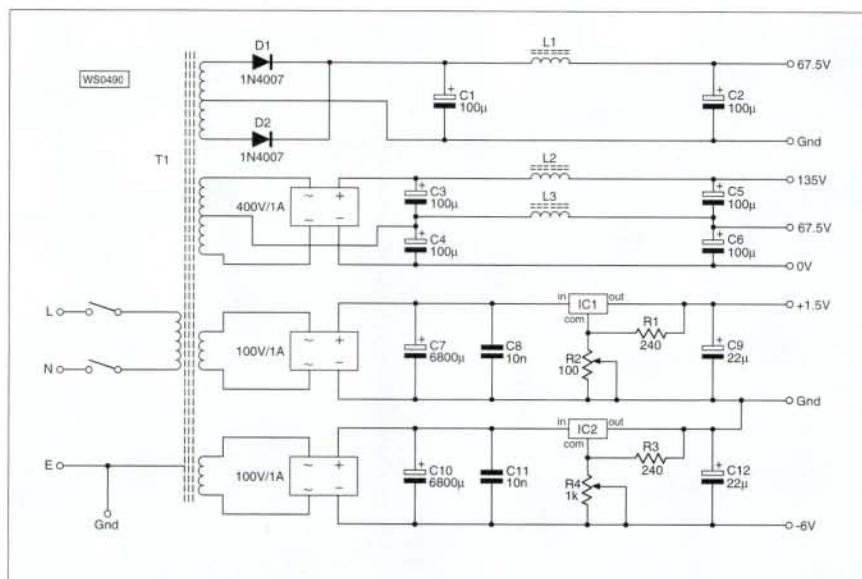 WS0490
T1
D1
1N4007
D2
1N4007
C1
100µ
L1
C2
100µ
67.5V
Gnd
400V/1A
~ +
~ −
C3
100µ
C4
100µ
L2
L3
C5
100µ
C6
100µ
135V
67.5V
0V
L
N
100V/1A
~ +
~ −
C7
6800µ
C8
10n
in IC1 out
com
R1
240
R2
100
C9
22µ
+1.5V
Gnd
E
Gnd
100V/1A
~ +
~ −
C10
6800µ
C11
10n
in IC2 out
com
R3
240
R4
1k
C12
22µ
-6V